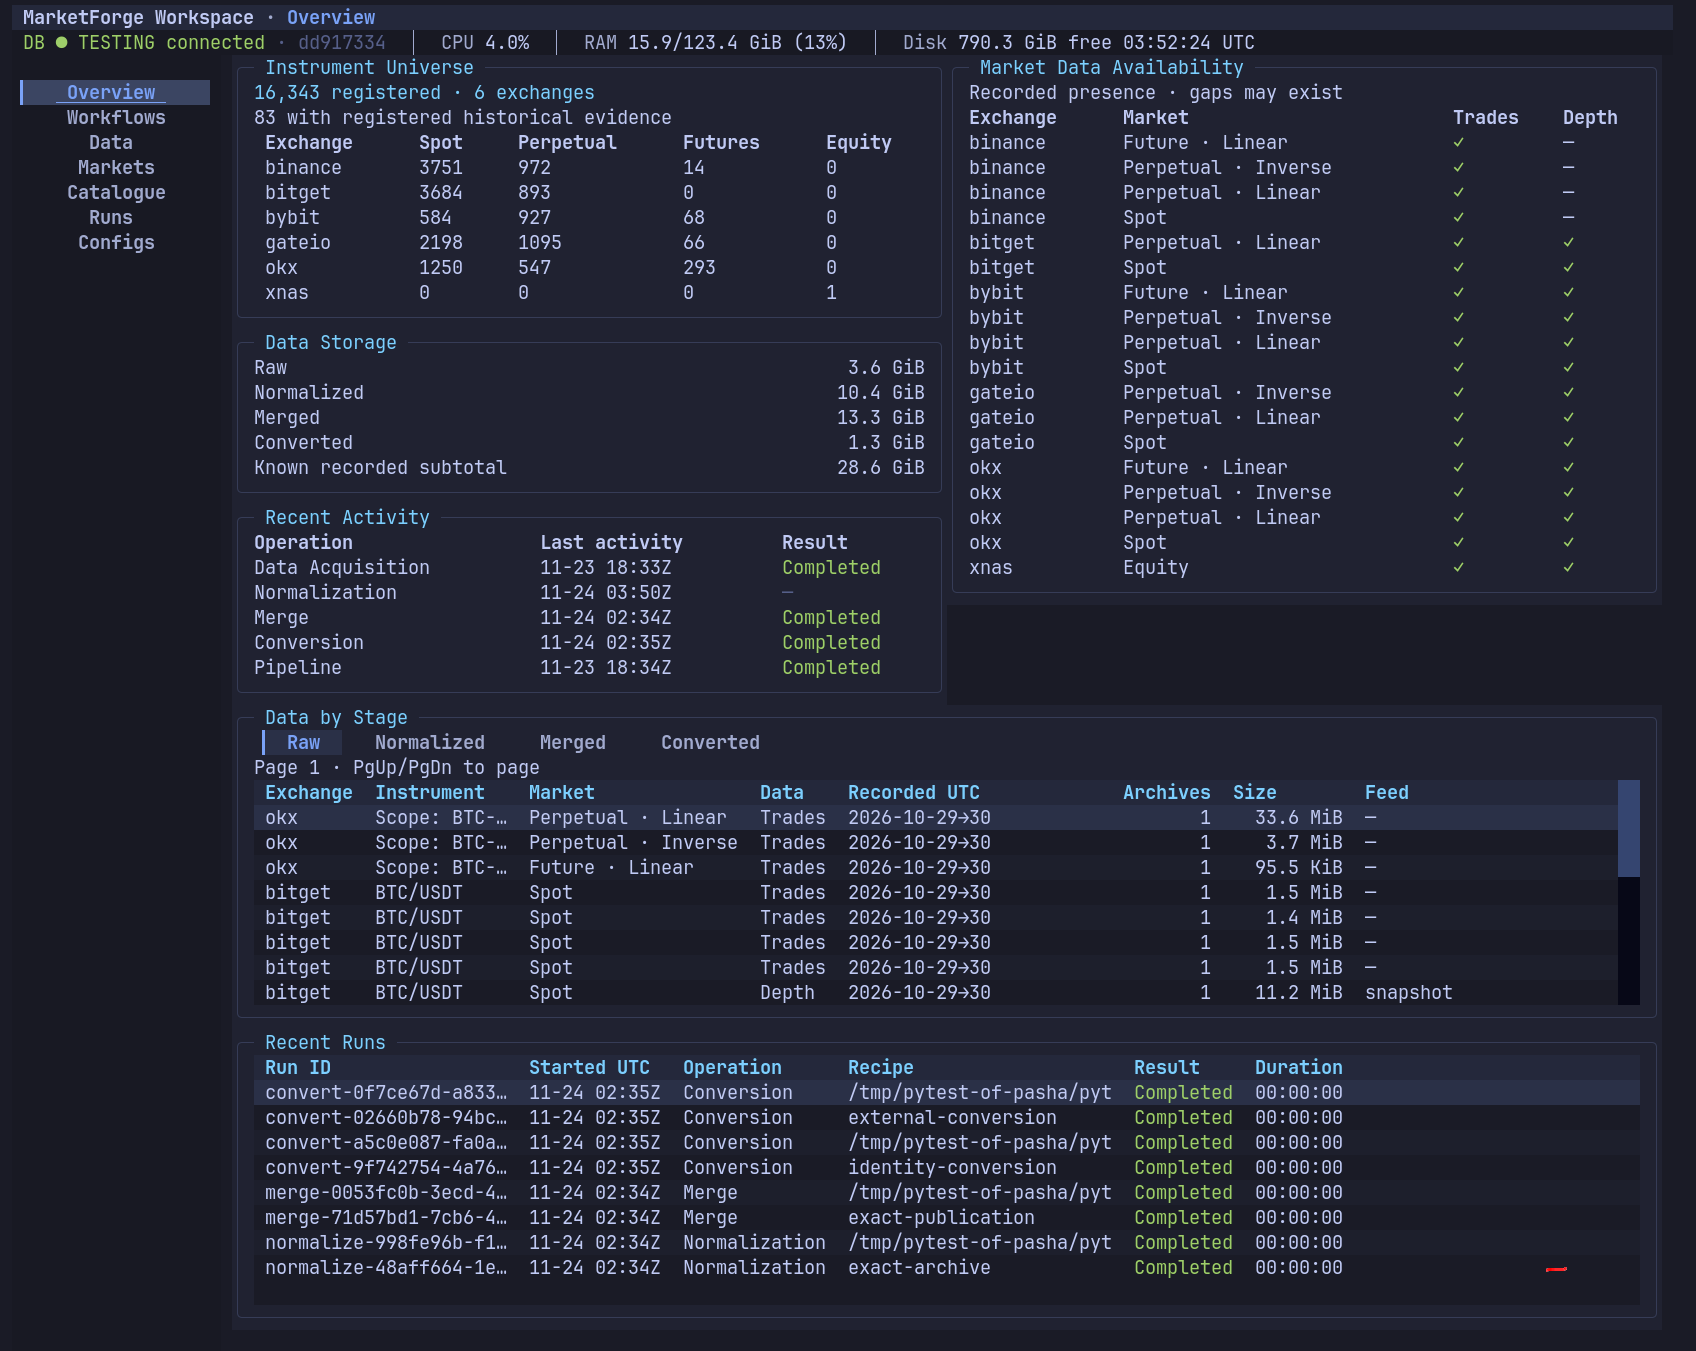 MarketForge Workspace · Overview
DB ● TESTING connected · dd917334 │ CPU 4.0% │ RAM 15.9/123.4 GiB (13%) │ Disk 790.3 GiB free 03:52:24 UTC
Overview
Workflows
Data
Markets
Catalogue
Runs
Configs
Instrument Universe
16,343 registered · 6 exchanges
83 with registered historical evidence
Exchange Spot Perpetual Futures Equity
binance 3751 972 14 0
bitget 3684 893 0 0
bybit 584 927 68 0
gateio 2198 1095 66 0
okx 1250 547 293 0
xnas 0 0 0 1
Data Storage
Raw 3.6 GiB
Normalized 10.4 GiB
Merged 13.3 GiB
Converted 1.3 GiB
Known recorded subtotal 28.6 GiB
Recent Activity
Operation Last activity Result
Data Acquisition 11-23 18:33Z Completed
Normalization 11-24 03:50Z —
Merge 11-24 02:34Z Completed
Conversion 11-24 02:35Z Completed
Pipeline 11-23 18:34Z Completed
Market Data Availability
Recorded presence · gaps may exist
Exchange Market Trades Depth
binance Future · Linear ✓ —
binance Perpetual · Inverse ✓ —
binance Perpetual · Linear ✓ —
binance Spot ✓ —
bitget Perpetual · Linear ✓ ✓
bitget Spot ✓ ✓
bybit Future · Linear ✓ ✓
bybit Perpetual · Inverse ✓ ✓
bybit Perpetual · Linear ✓ ✓
bybit Spot ✓ ✓
gateio Perpetual · Inverse ✓ ✓
gateio Perpetual · Linear ✓ ✓
gateio Spot ✓ ✓
okx Future · Linear ✓ ✓
okx Perpetual · Inverse ✓ ✓
okx Perpetual · Linear ✓ ✓
okx Spot ✓ ✓
xnas Equity ✓ ✓
Data by Stage
Raw Normalized Merged Converted
Page 1 · PgUp/PgDn to page
Exchange Instrument Market Data Recorded UTC Archives Size Feed
okx Scope: BTC-… Perpetual · Linear Trades 2026-10-29→30 1 33.6 MiB —
okx Scope: BTC-… Perpetual · Inverse Trades 2026-10-29→30 1 3.7 MiB —
okx Scope: BTC-… Future · Linear Trades 2026-10-29→30 1 95.5 KiB —
bitget BTC/USDT Spot Trades 2026-10-29→30 1 1.5 MiB —
bitget BTC/USDT Spot Trades 2026-10-29→30 1 1.4 MiB —
bitget BTC/USDT Spot Trades 2026-10-29→30 1 1.5 MiB —
bitget BTC/USDT Spot Trades 2026-10-29→30 1 1.5 MiB —
bitget BTC/USDT Spot Depth 2026-10-29→30 1 11.2 MiB snapshot
Recent Runs
Run ID Started UTC Operation Recipe Result Duration
convert-0f7ce67d-a833… 11-24 02:35Z Conversion /tmp/pytest-of-pasha/pyt Completed 00:00:00
convert-02660b78-94bc… 11-24 02:35Z Conversion external-conversion Completed 00:00:00
convert-a5c0e087-fa0a… 11-24 02:35Z Conversion /tmp/pytest-of-pasha/pyt Completed 00:00:00
convert-9f742754-4a76… 11-24 02:35Z Conversion identity-conversion Completed 00:00:00
merge-0053fc0b-3ecd-4… 11-24 02:34Z Merge /tmp/pytest-of-pasha/pyt Completed 00:00:00
merge-71d57bd1-7cb6-4… 11-24 02:34Z Merge exact-publication Completed 00:00:00
normalize-998fe96b-f1… 11-24 02:34Z Normalization /tmp/pytest-of-pasha/pyt Completed 00:00:00
normalize-48aff664-1e… 11-24 02:34Z Normalization exact-archive Completed 00:00:00